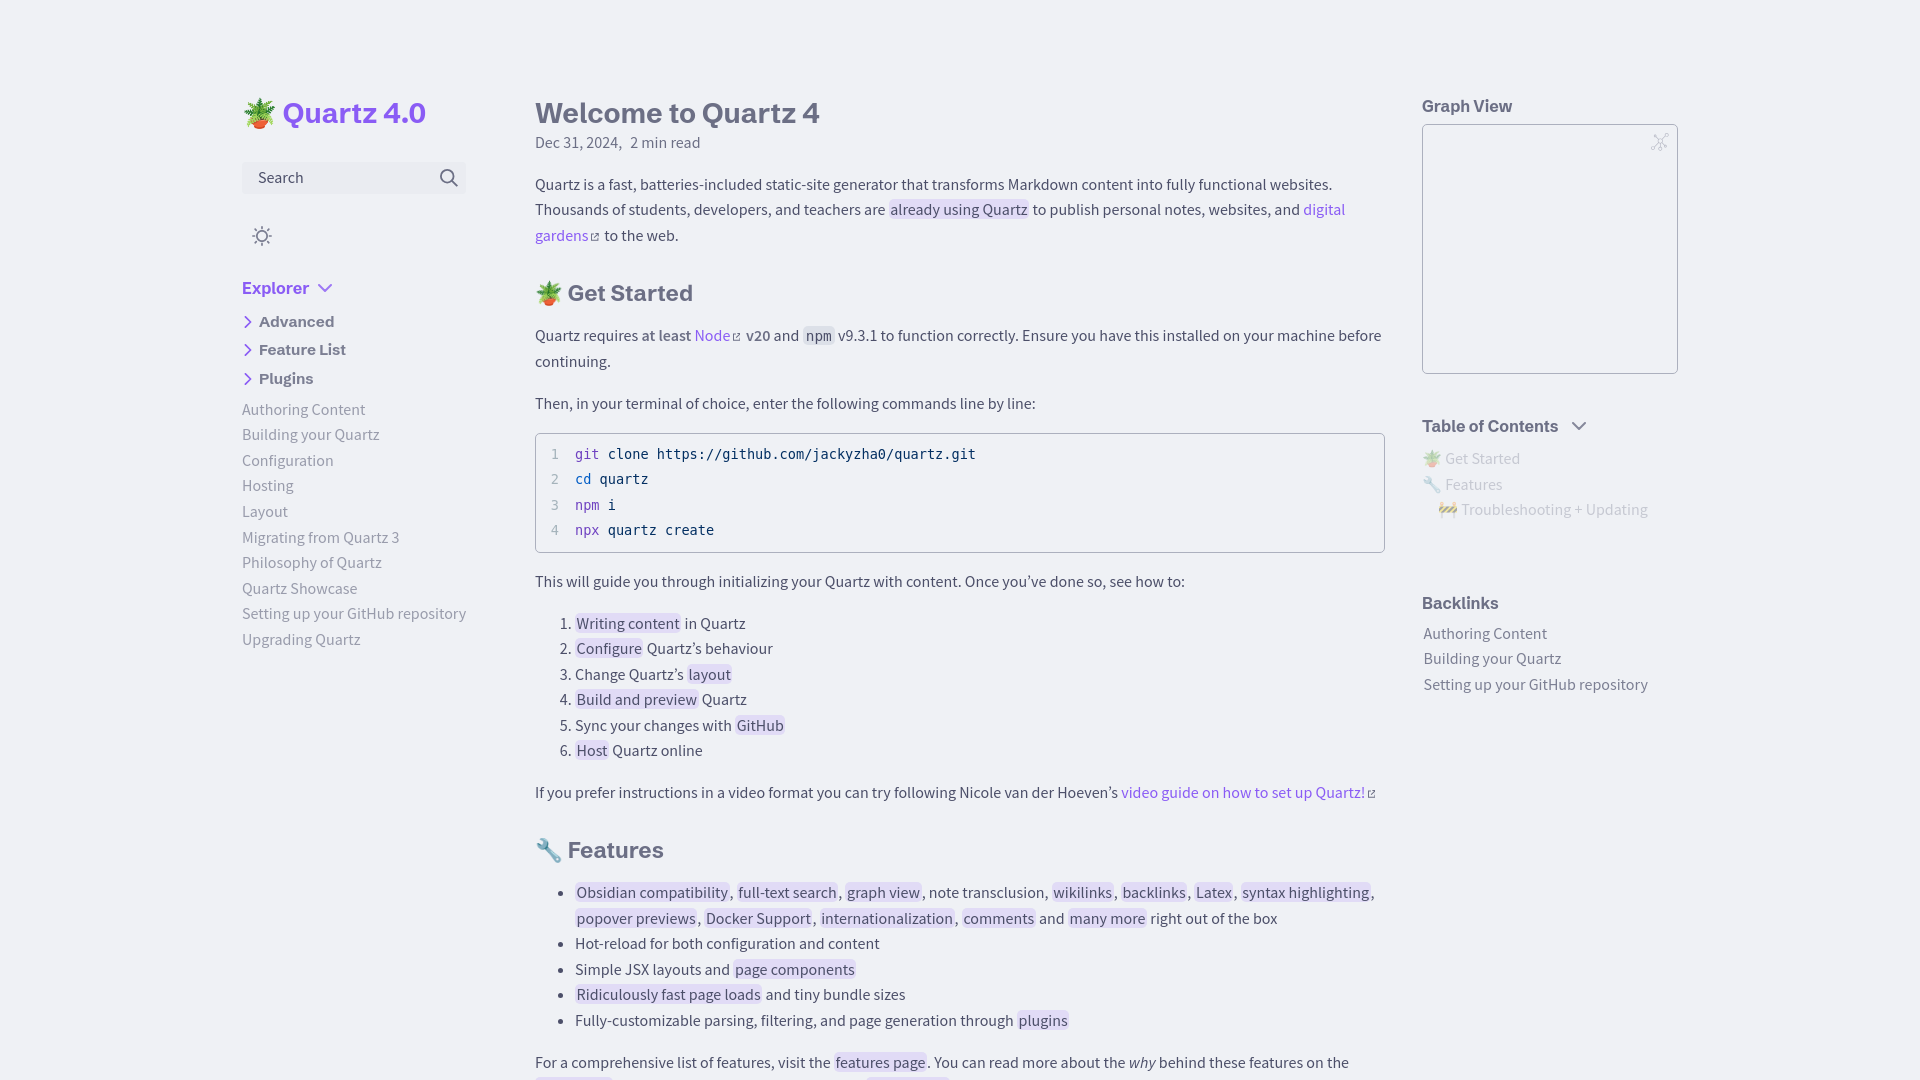 🪴 Quartz 4.0
Search
Explorer
Advanced
Feature List
Plugins
Authoring Content
Building your Quartz
Configuration
Hosting
Layout
Migrating from Quartz 3
Philosophy of Quartz
Quartz Showcase
Setting up your GitHub repository
Upgrading Quartz
Welcome to Quartz 4
Dec 31, 2024, 2 min read
Quartz is a fast, batteries-included static-site generator that transforms Markdown content into fully functional websites.
Thousands of students, developers, and teachers are already using Quartz to publish personal notes, websites, and digital
gardens to the web.
🪴 Get Started
Quartz requires at least Node v20 and npm v9.3.1 to function correctly. Ensure you have this installed on your machine before
continuing.
Then, in your terminal of choice, enter the following commands line by line:
1 git clone https://github.com/jackyzha0/quartz.git
2 cd quartz
3 npm i
4 npx quartz create
This will guide you through initializing your Quartz with content. Once you’ve done so, see how to:
1. Writing content in Quartz
2. Configure Quartz’s behaviour
3. Change Quartz’s layout
4. Build and preview Quartz
5. Sync your changes with GitHub
6. Host Quartz online
If you prefer instructions in a video format you can try following Nicole van der Hoeven’s video guide on how to set up Quartz!
🔧 Features
• Obsidian compatibility, full-text search, graph view, note transclusion, wikilinks, backlinks, Latex, syntax highlighting,
popover previews, Docker Support, internationalization, comments and many more right out of the box
• Hot-reload for both configuration and content
• Simple JSX layouts and page components
• Ridiculously fast page loads and tiny bundle sizes
• Fully-customizable parsing, filtering, and page generation through plugins
For a comprehensive list of features, visit the features page. You can read more about the why behind these features on the
Graph View
Table of Contents
🪴 Get Started
🔧 Features
🚧 Troubleshooting + Updating
Backlinks
Authoring Content
Building your Quartz
Setting up your GitHub repository